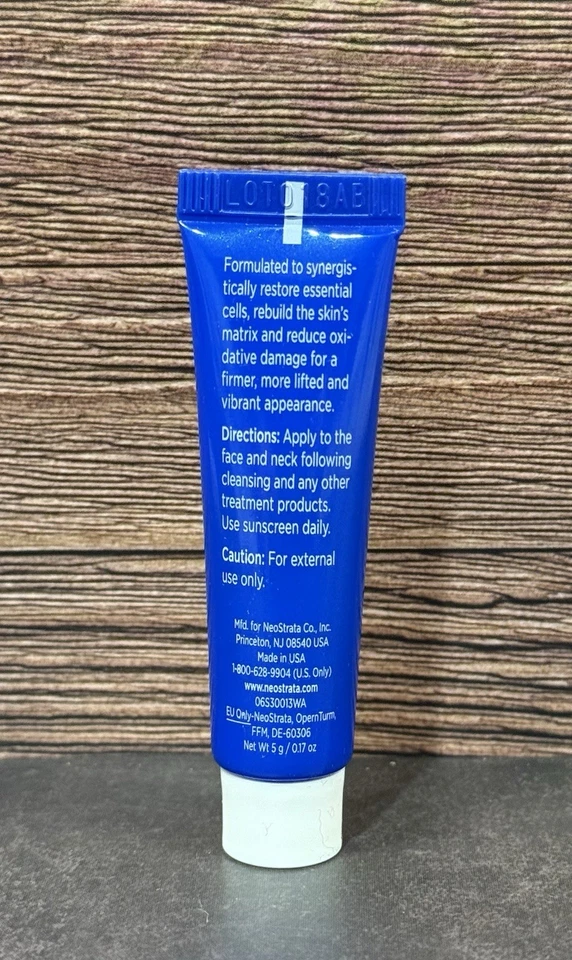 LOT018AB
Formulated to synergis-
tically restore essential
cells, rebuild the skin's
matrix and reduce oxi-
dative damage for a
firmer, more lifted and
vibrant appearance.
Directions: Apply to the
face and neck following
cleansing and any other
treatment products.
Use sunscreen daily.
Caution: For external
use only.
Mfd. for NeoStrata Co., Inc.
Princeton, NJ 08540 USA
Made in USA
1-800-628-9904 (U.S. Only)
www.neostrata.com
06S30013WA
EU Only-NeoStrata, OpernTurm,
FFM, DE-60306
Net Wt 5 g / 0.17 oz